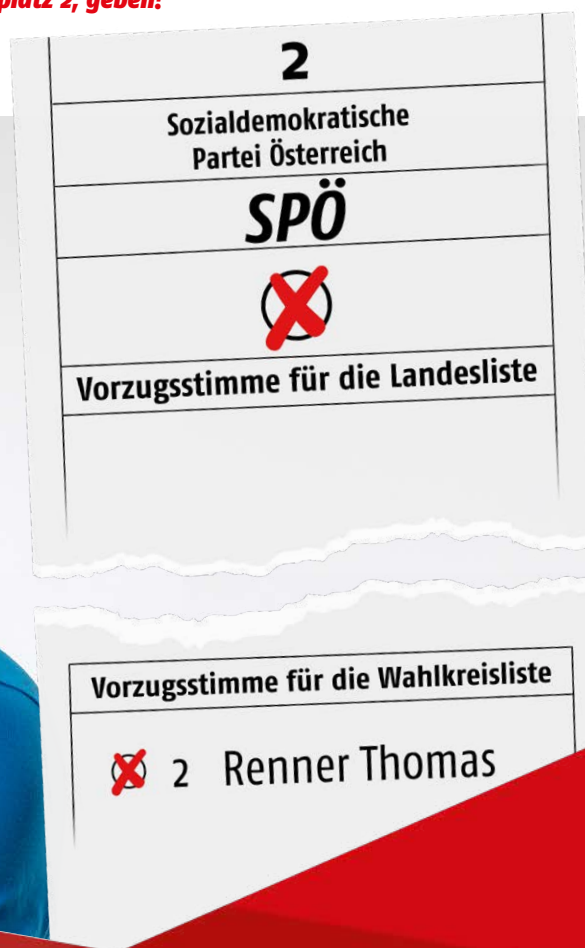 platz 2, geben!
2
Sozialdemokratische
Partei Österreich
SPÖ
Vorzugsstimme für die Landesliste
Vorzugsstimme für die Wahlkreisliste
2 Renner Thomas